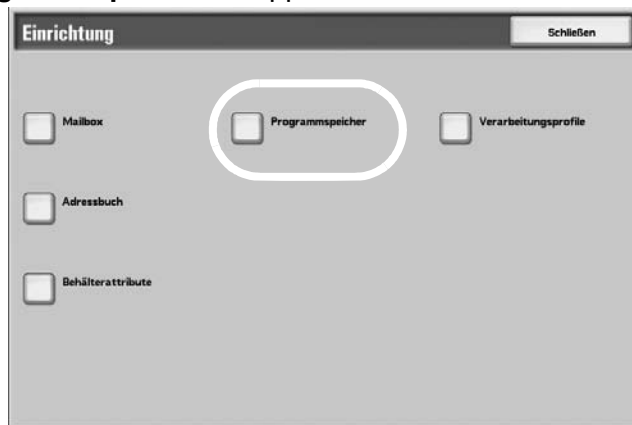 Einrichtung Schließen
Mailbox Programmspeicher Verarbeitungsprofile
Adressbuch
Behälterattribute